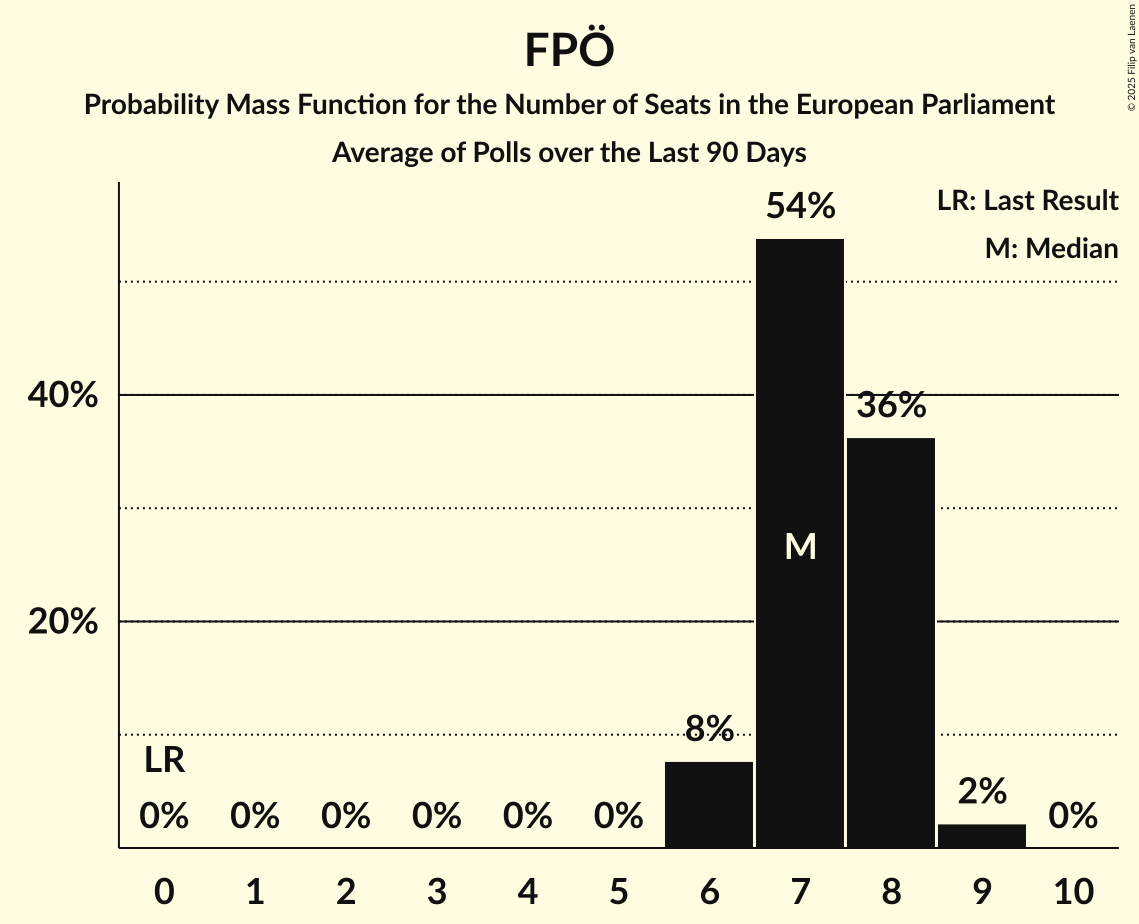 FPÖ
Probability Mass Function for the Number of Seats in the European Parliament
Average of Polls over the Last 90 Days
© 2025 Filip van Laenen
LR: Last Result
M: Median
54%
40%
36%
M
20%
8%
LR
2%
0% 0% 0% 0% 0% 0% 0%
0 1 2 3 4 5 6 7 8 9 10